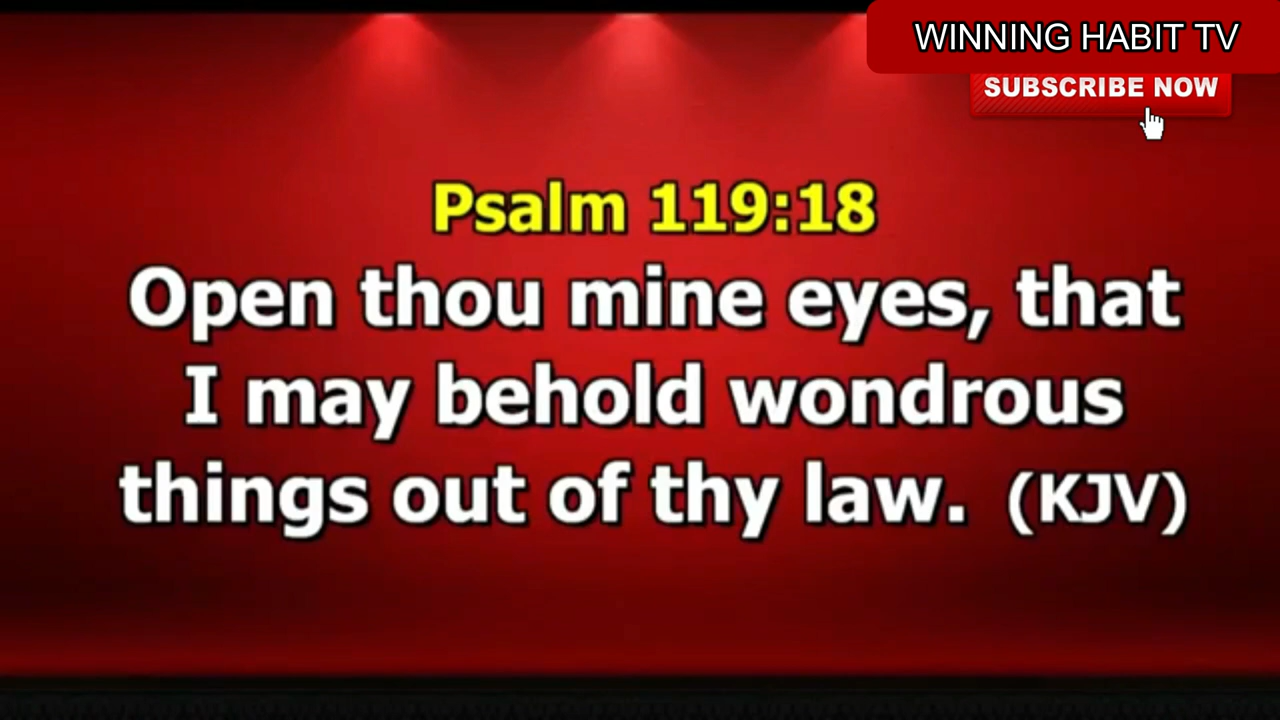 WINNING HABIT TV
SUBSCRIBE NOW
Psalm 119:18
Open thou mine eyes, that
I may behold wondrous
things out of thy law. (KJV)